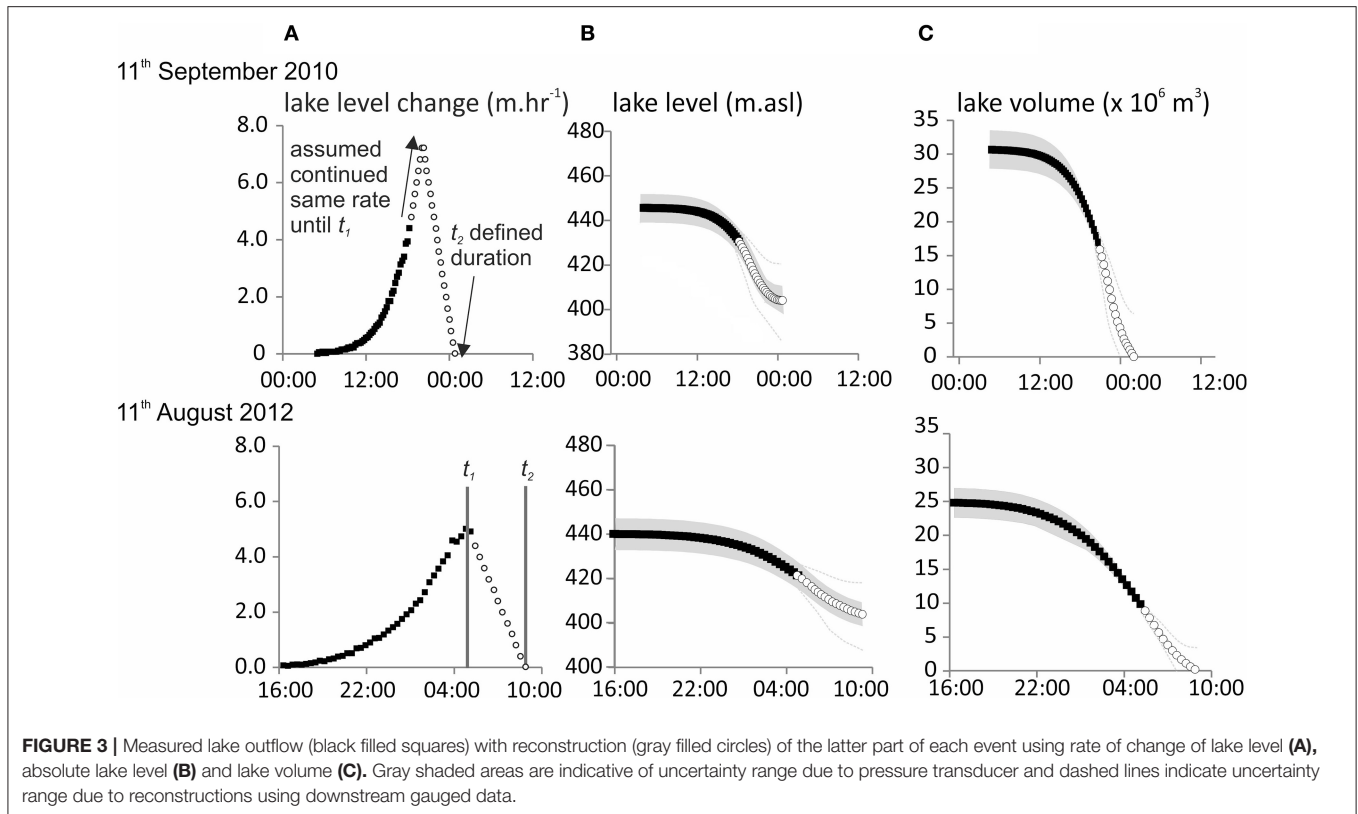 A
B
C
11th September 2010
lake level change (m.hr-1)
lake level (m.asl)
lake volume (x 10^6 m^3)
8.0
6.0
4.0
2.0
0
assumed
continued
same rate
until t1
t2 defined
duration
00:00 12:00 00:00 12:00
480
460
440
420
400
380
00:00 12:00 00:00 12:00
35
30
25
20
15
10
5
0
00:00 12:00 00:00 12:00
11th August 2012
8.0
6.0
4.0
2.0
0.0
t1
t2
16:00 22:00 04:00 10:00
480
460
440
420
400
16:00 22:00 04:00 10:00
35
30
25
20
15
10
5
0
16:00 22:00 04:00 10:00
FIGURE 3 | Measured lake outflow (black filled squares) with reconstruction (gray filled circles) of the latter part of each event using rate of change of lake level (A),
absolute lake level (B) and lake volume (C). Gray shaded areas are indicative of uncertainty range due to pressure transducer and dashed lines indicate uncertainty
range due to reconstructions using downstream gauged data.